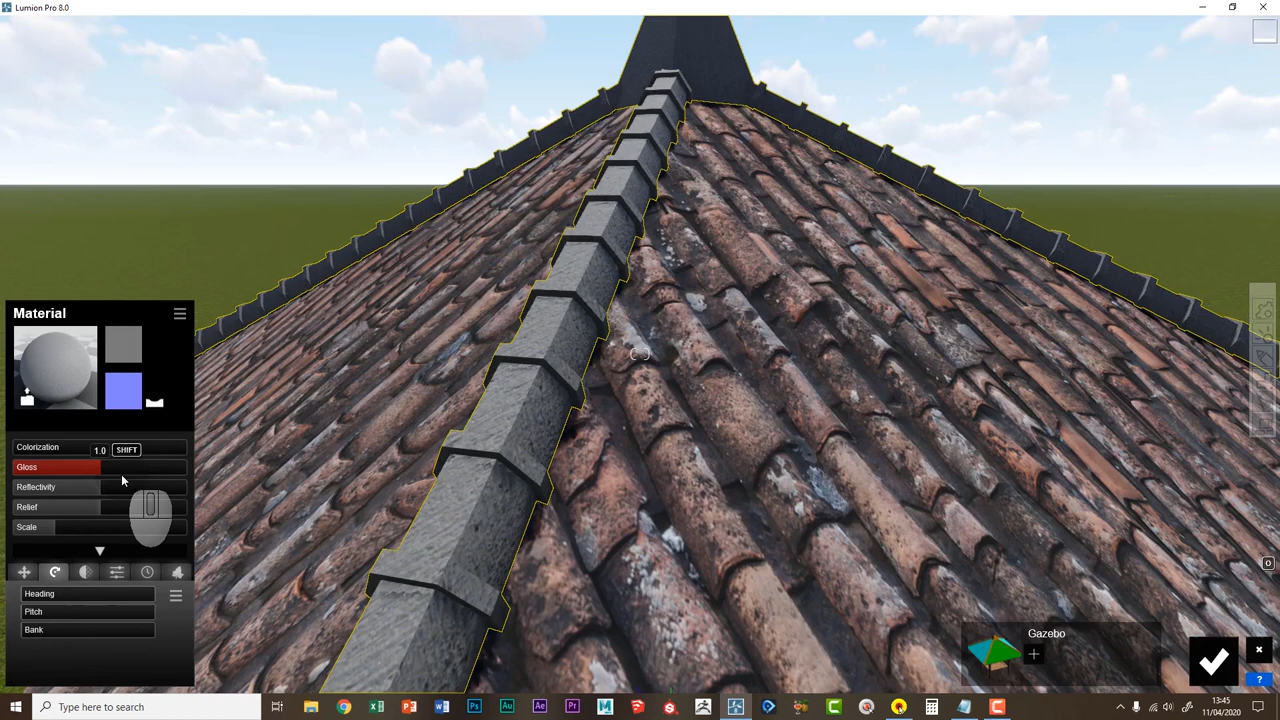 Lumion Pro 8.0
Material
Colorization
1.0
SHIFT
Gloss
Reflectivity
Relief
Scale
Heading
Pitch
Bank
Gazebo
?
Type here to search
13:45
11/04/2020